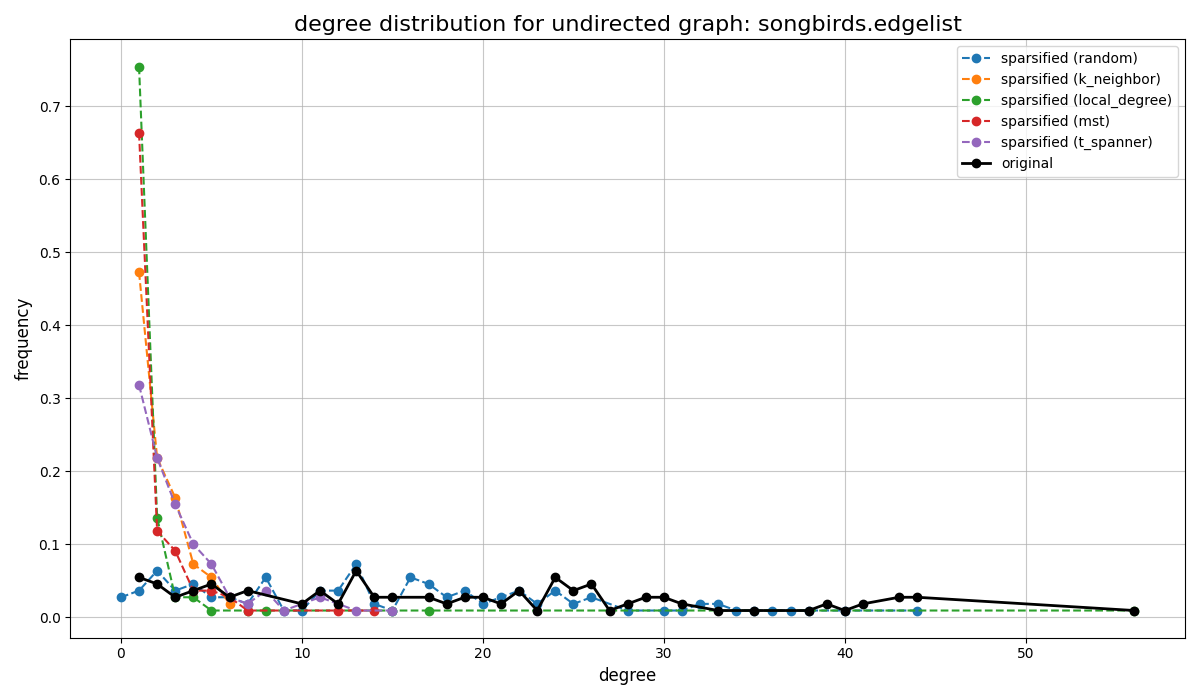 degree distribution for undirected graph: songbirds.edgelist
sparsified (random)
sparsified (k_neighbor)
sparsified (local_degree)
sparsified (mst)
sparsified (t_spanner)
original
frequency
0.7
0.6
0.5
0.4
0.3
0.2
0.1
0.0
0 10 20 30 40 50
degree